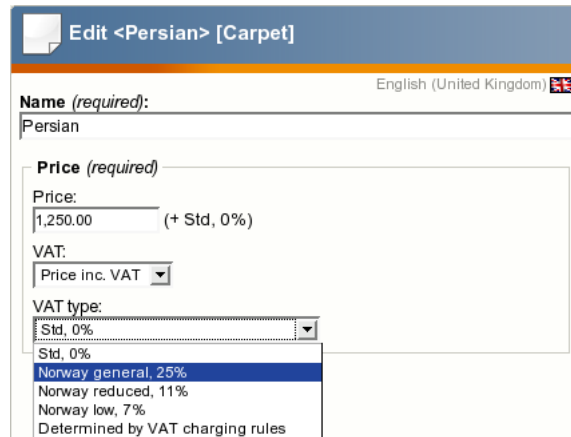 Edit <Persian> [Carpet]
English (United Kingdom)
Name (required):
Persian
Price (required)
Price:
1,250.00 (+ Std, 0%)
VAT:
Price inc. VAT
VAT type:
Std, 0%
Std, 0%
Norway general, 25%
Norway reduced, 11%
Norway low, 7%
Determined by VAT charging rules